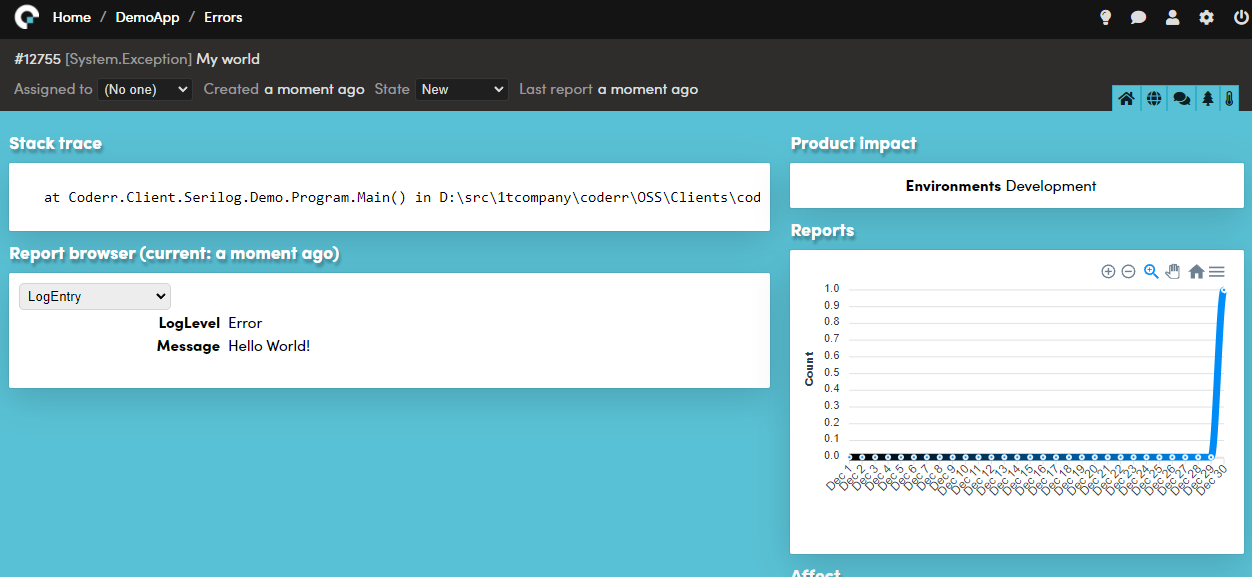 Home / DemoApp / Errors
#12755 [System.Exception] My world
Assigned to (No one) Created a moment ago State New Last report a moment ago
Stack trace
at Coderr.Client.Serilog.Demo.Program.Main() in D:\src\1tcompany\coderr\OSS\Clients\cod
Report browser (current: a moment ago)
LogEntry
LogLevel Error
Message Hello World!
Product impact
Environments Development
Reports
1.0
0.9
0.8
0.7
0.6
0.5
0.4
0.3
0.2
0.1
0.0
Count
Dec 1
Dec 2
Dec 3
Dec 4
Dec 5
Dec 6
Dec 7
Dec 8
Dec 9
Dec 10
Dec 11
Dec 12
Dec 13
Dec 14
Dec 15
Dec 16
Dec 17
Dec 18
Dec 19
Dec 20
Dec 21
Dec 22
Dec 23
Dec 24
Dec 25
Dec 26
Dec 27
Dec 28
Dec 29
Dec 30
Affect